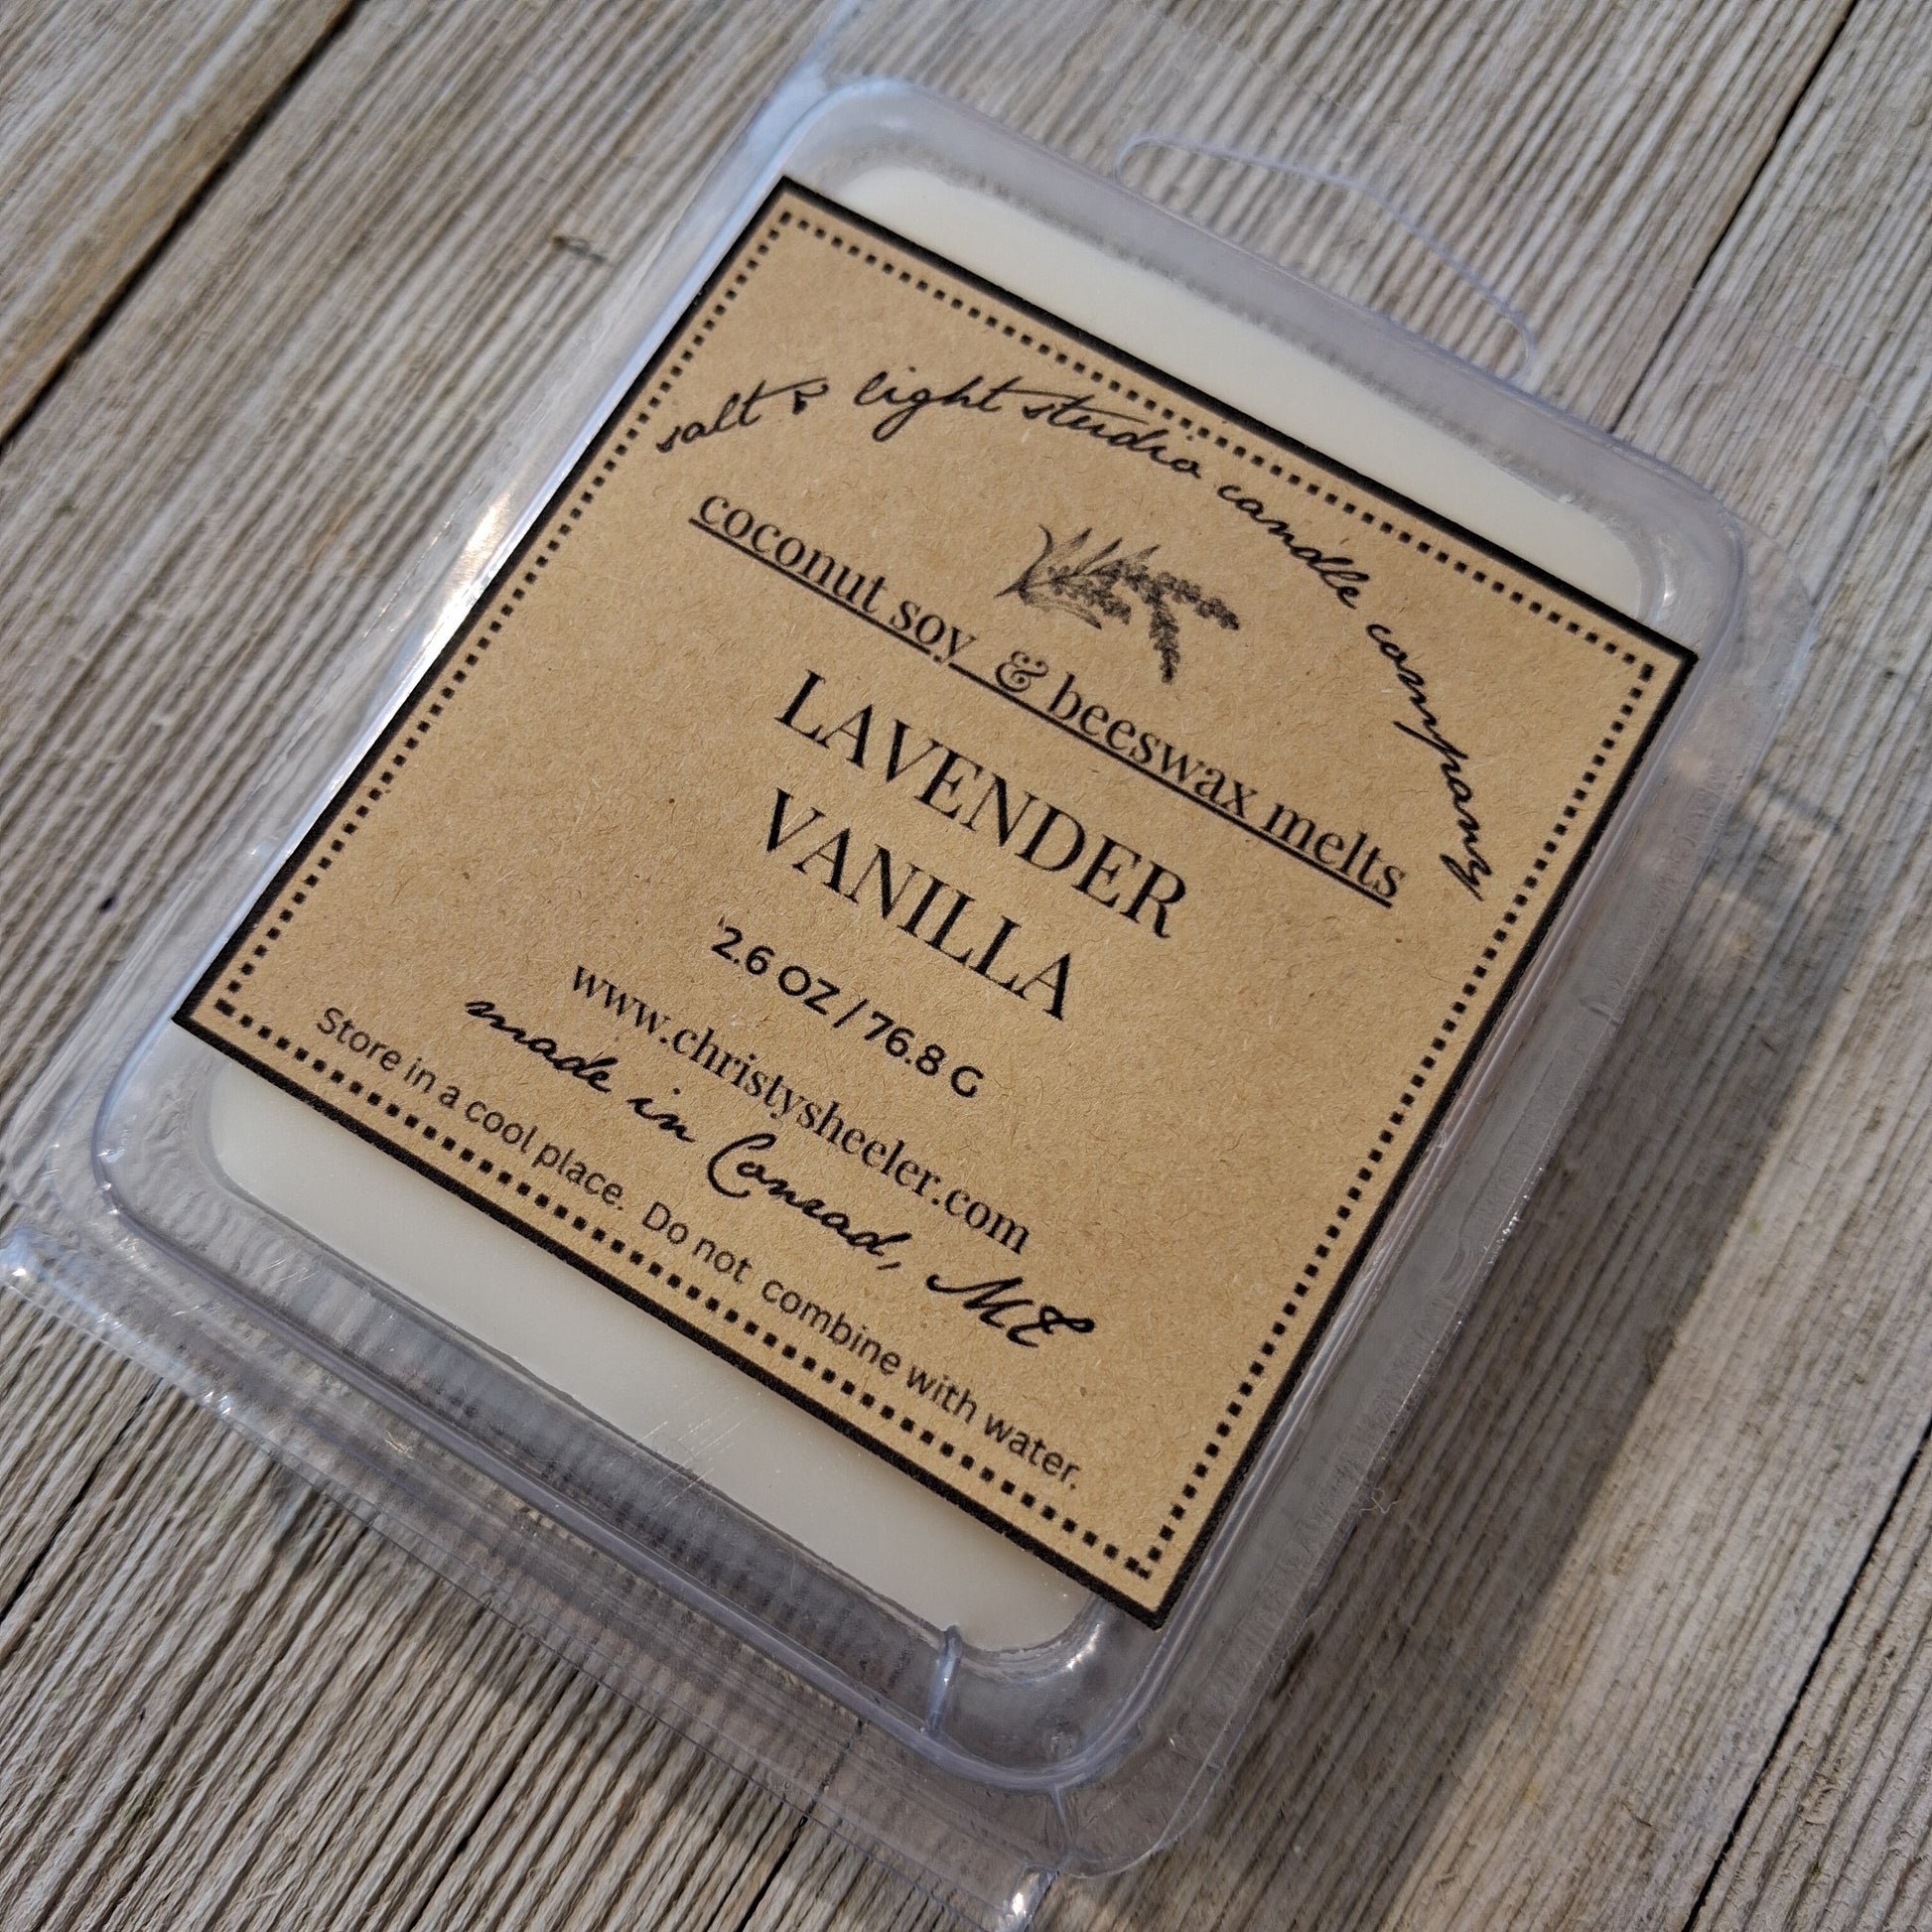 salt & light studio candle company
coconut soy & beeswax melts
LAVENDER
VANILLA
2.6 OZ / 76.8 G
www.christysheeler.com
made in Conrad, MT
Store in a cool place. Do not combine with water.